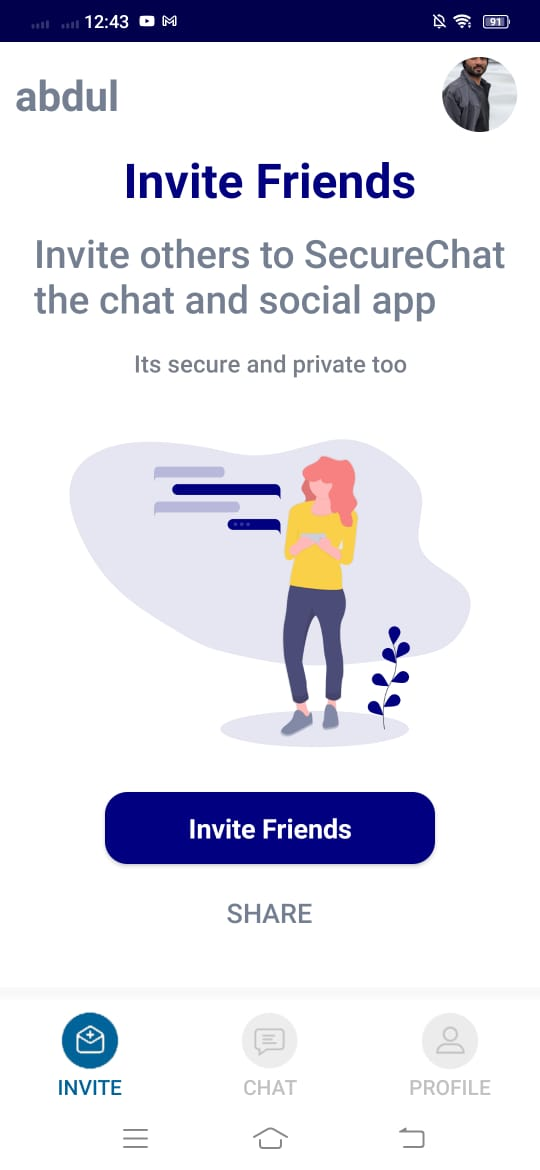 12:43
91
abdul
Invite Friends
Invite others to SecureChat
the chat and social app
Its secure and private too
Invite Friends
SHARE
INVITE CHAT PROFILE